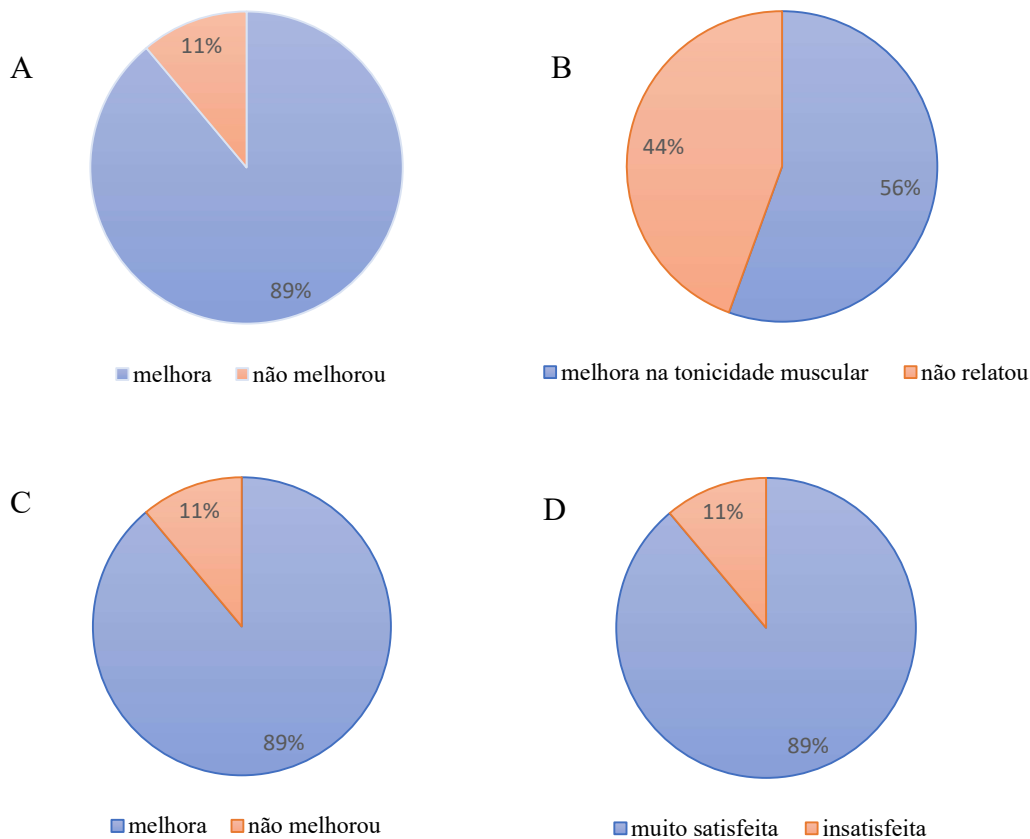 A
11%
89%
melhora não melhorou
B
44%
56%
melhora na tonicidade muscular não relatou
C
11%
89%
melhora não melhorou
D
11%
89%
muito satisfeita insatisfeita